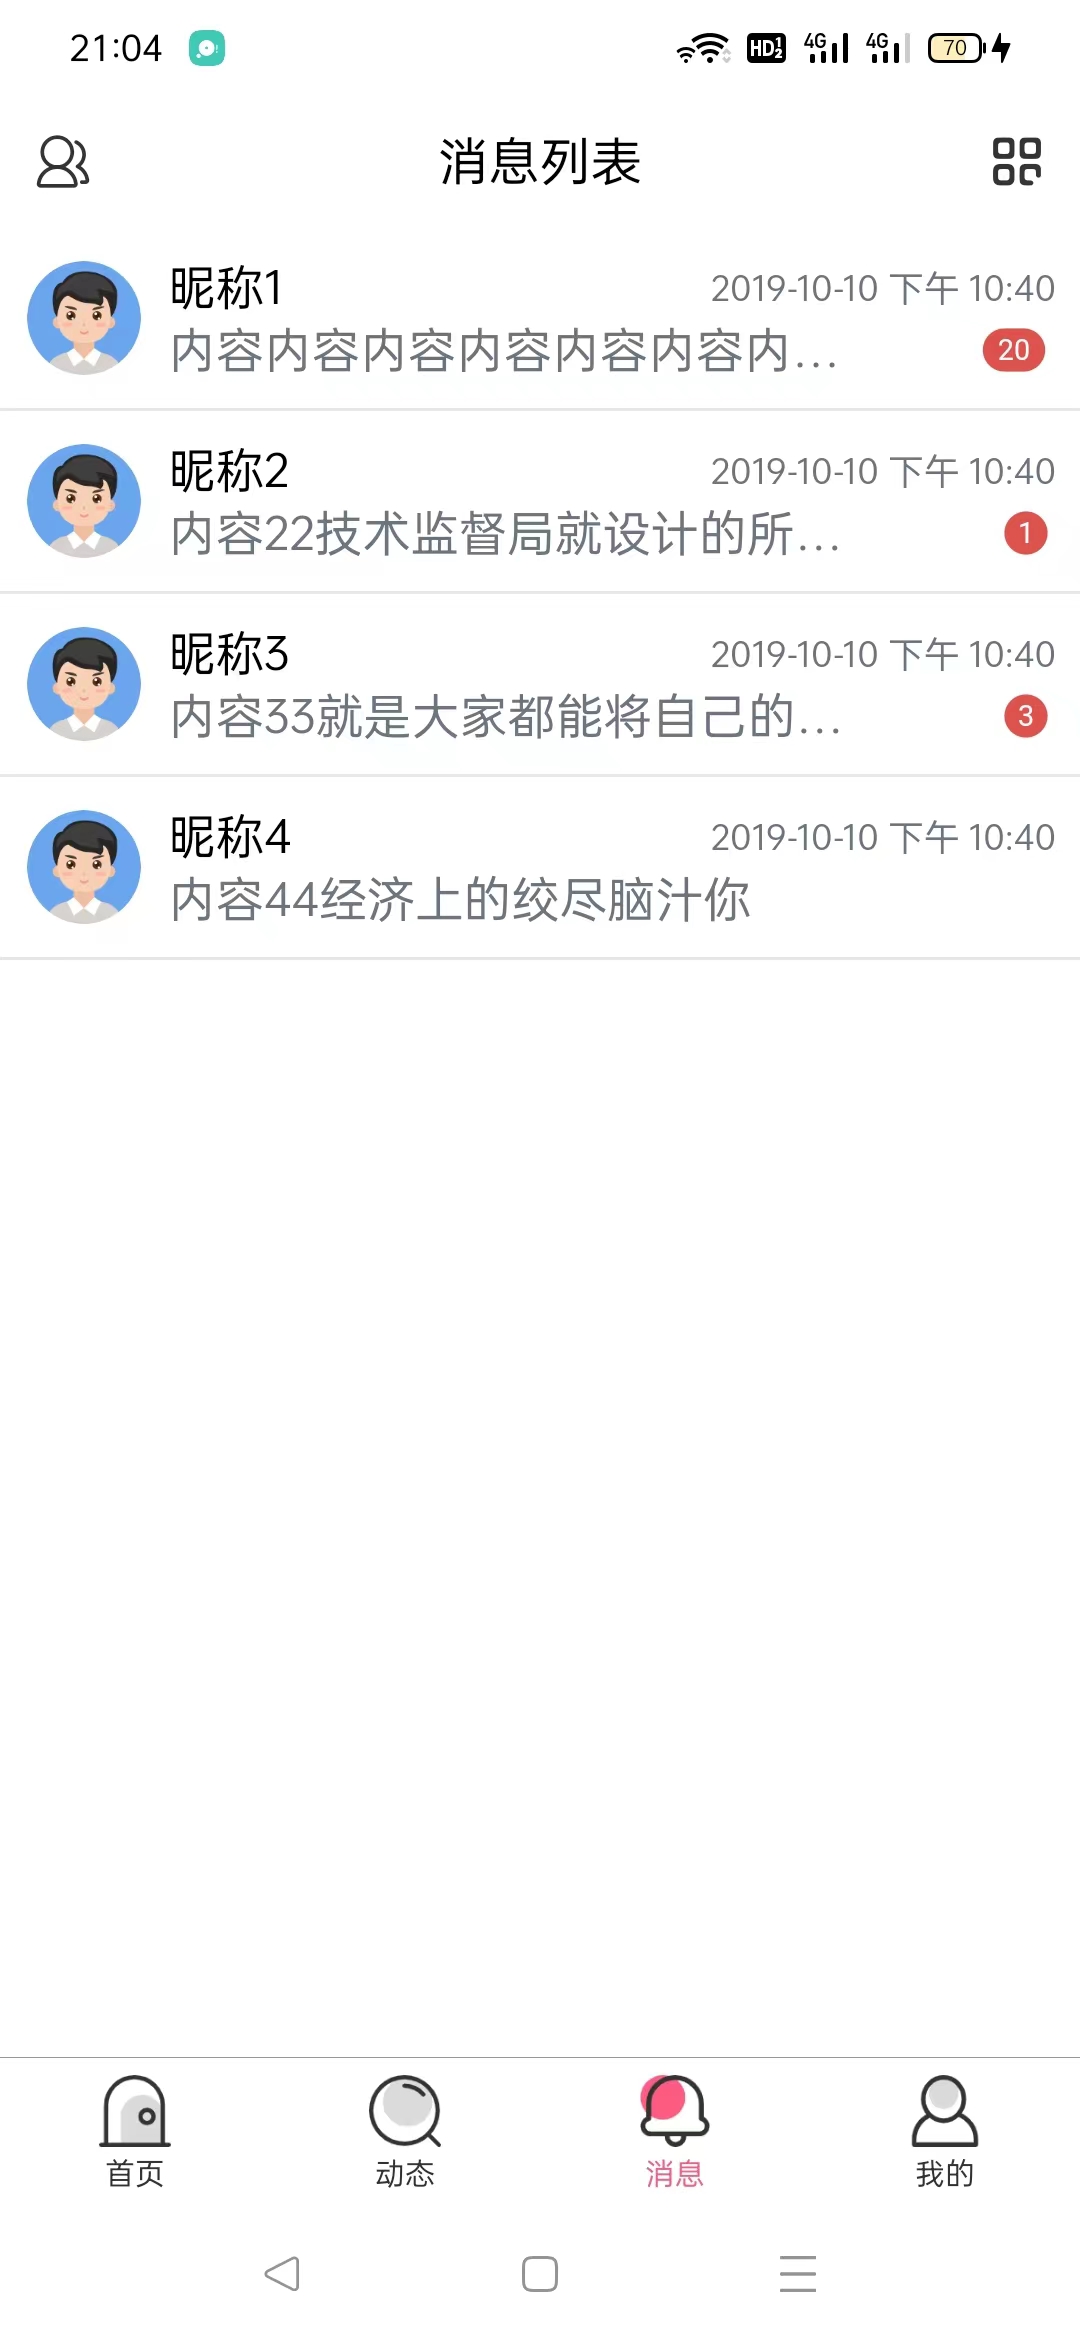 21:04
HD 1 2 4G 4G 70
消息列表
昵称1 2019-10-10 下午 10:40
内容内容内容内容内容内容内... 20
昵称2 2019-10-10 下午 10:40
内容22技术监督局就设计的所... 1
昵称3 2019-10-10 下午 10:40
内容33就是大家都能将自己的... 3
昵称4 2019-10-10 下午 10:40
内容44经济上的绞尽脑汁你
首页 动态 消息 我的